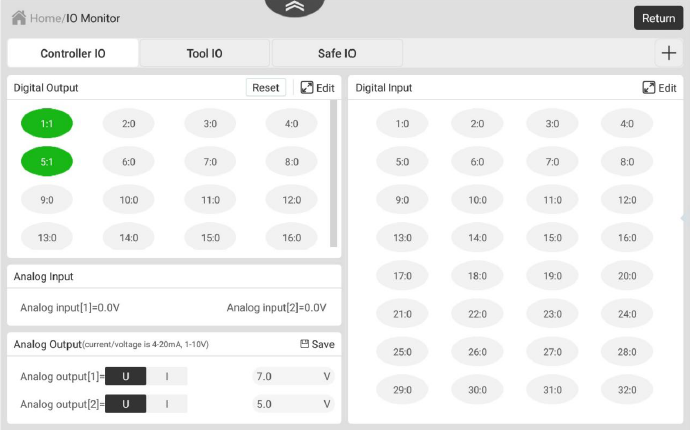 Home/IO Monitor
Return
Controller IO Tool IO Safe IO +
Digital Output Reset Edit
1:1 2:0 3:0 4:0
5:1 6:0 7:0 8:0
9:0 10:0 11:0 12:0
13:0 14:0 15:0 16:0
Analog Input
Analog input[1]=0.0V Analog input[2]=0.0V
Analog Output(current/voltage is 4-20mA, 1-10V) Save
Analog output[1]= U I 7.0 V
Analog output[2]= U I 5.0 V
Digital Input Edit
1:0 2:0 3:0 4:0
5:0 6:0 7:0 8:0
9:0 10:0 11:0 12:0
13:0 14:0 15:0 16:0
17:0 18:0 19:0 20:0
21:0 22:0 23:0 24:0
25:0 26:0 27:0 28:0
29:0 30:0 31:0 32:0